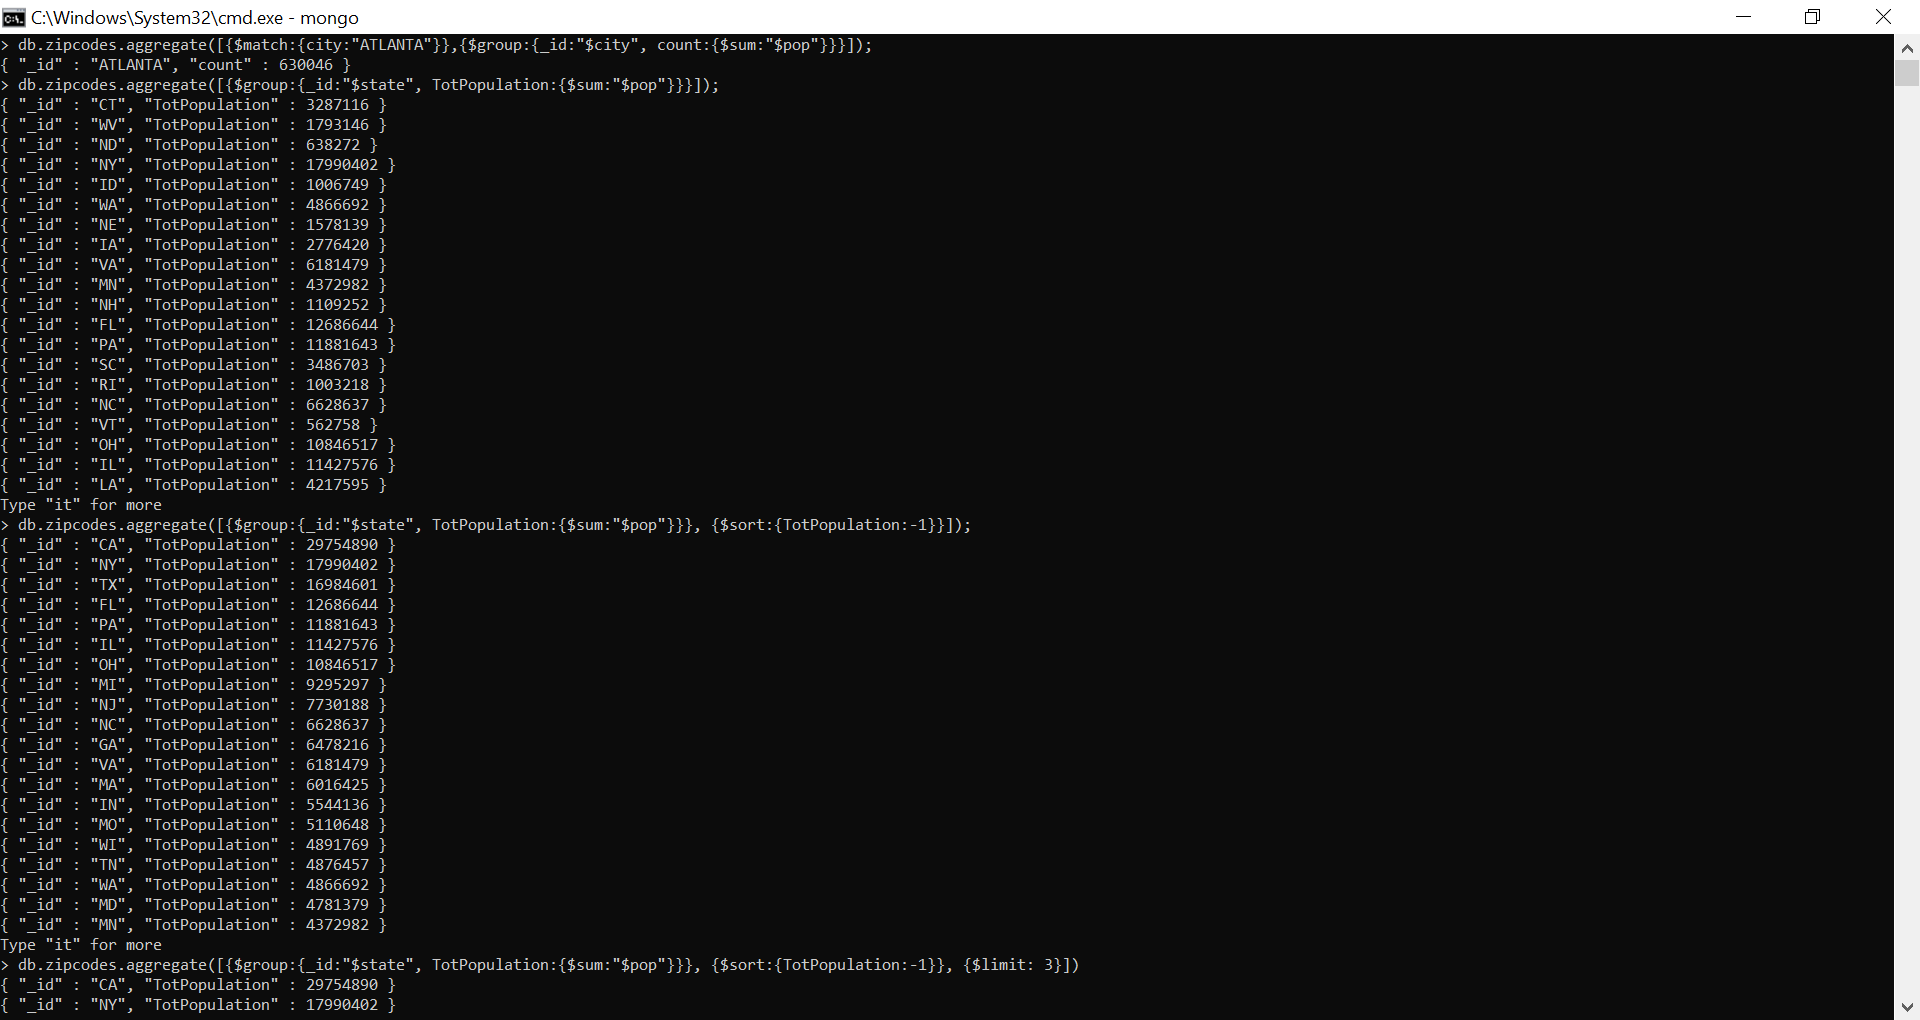 C:\Windows\System32\cmd.exe - mongo
> db.zipcodes.aggregate([{$match:{city:"ATLANTA"}},{$group:{_id:"$city", count:{$sum:"$pop"}}}]);
{ "_id" : "ATLANTA", "count" : 630046 }
> db.zipcodes.aggregate([{$group:{_id:"$state", TotPopulation:{$sum:"$pop"}}}]);
{ "_id" : "CT", "TotPopulation" : 3287116 }
{ "_id" : "WV", "TotPopulation" : 1793146 }
{ "_id" : "ND", "TotPopulation" : 638272 }
{ "_id" : "NY", "TotPopulation" : 17990402 }
{ "_id" : "ID", "TotPopulation" : 1006749 }
{ "_id" : "WA", "TotPopulation" : 4866692 }
{ "_id" : "NE", "TotPopulation" : 1578139 }
{ "_id" : "IA", "TotPopulation" : 2776420 }
{ "_id" : "VA", "TotPopulation" : 6181479 }
{ "_id" : "MN", "TotPopulation" : 4372982 }
{ "_id" : "NH", "TotPopulation" : 1109252 }
{ "_id" : "FL", "TotPopulation" : 12686644 }
{ "_id" : "PA", "TotPopulation" : 11881643 }
{ "_id" : "SC", "TotPopulation" : 3486703 }
{ "_id" : "RI", "TotPopulation" : 1003218 }
{ "_id" : "NC", "TotPopulation" : 6628637 }
{ "_id" : "VT", "TotPopulation" : 562758 }
{ "_id" : "OH", "TotPopulation" : 10846517 }
{ "_id" : "IL", "TotPopulation" : 11427576 }
{ "_id" : "LA", "TotPopulation" : 4217595 }
Type "it" for more
> db.zipcodes.aggregate([{$group:{_id:"$state", TotPopulation:{$sum:"$pop"}}}, {$sort:{TotPopulation:-1}}]);
{ "_id" : "CA", "TotPopulation" : 29754890 }
{ "_id" : "NY", "TotPopulation" : 17990402 }
{ "_id" : "TX", "TotPopulation" : 16984601 }
{ "_id" : "FL", "TotPopulation" : 12686644 }
{ "_id" : "PA", "TotPopulation" : 11881643 }
{ "_id" : "IL", "TotPopulation" : 11427576 }
{ "_id" : "OH", "TotPopulation" : 10846517 }
{ "_id" : "MI", "TotPopulation" : 9295297 }
{ "_id" : "NJ", "TotPopulation" : 7730188 }
{ "_id" : "NC", "TotPopulation" : 6628637 }
{ "_id" : "GA", "TotPopulation" : 6478216 }
{ "_id" : "VA", "TotPopulation" : 6181479 }
{ "_id" : "MA", "TotPopulation" : 6016425 }
{ "_id" : "IN", "TotPopulation" : 5544136 }
{ "_id" : "MO", "TotPopulation" : 5110648 }
{ "_id" : "WI", "TotPopulation" : 4891769 }
{ "_id" : "TN", "TotPopulation" : 4876457 }
{ "_id" : "WA", "TotPopulation" : 4866692 }
{ "_id" : "MD", "TotPopulation" : 4781379 }
{ "_id" : "MN", "TotPopulation" : 4372982 }
Type "it" for more
> db.zipcodes.aggregate([{$group:{_id:"$state", TotPopulation:{$sum:"$pop"}}}, {$sort:{TotPopulation:-1}}, {$limit: 3}])
{ "_id" : "CA", "TotPopulation" : 29754890 }
{ "_id" : "NY", "TotPopulation" : 17990402 }